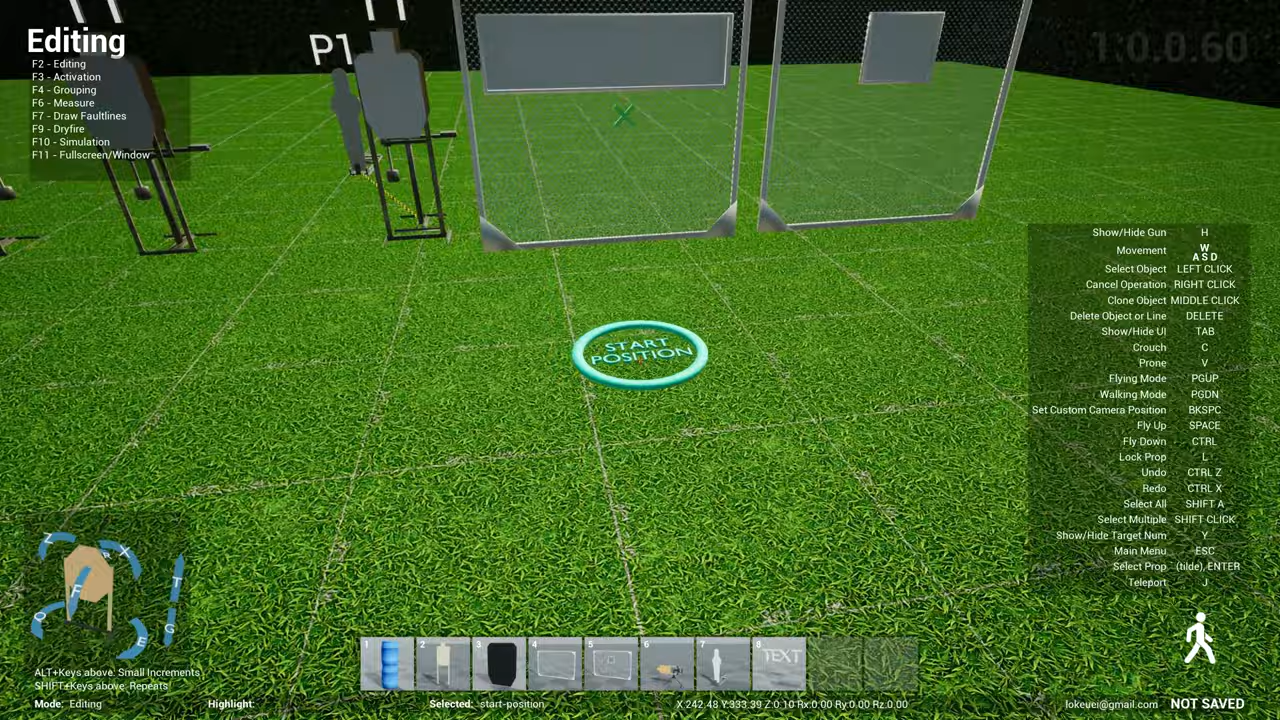 Editing
F2 - Editing
F3 - Activation
F4 - Grouping
F6 - Measure
F7 - Draw Faultlines
F9 - Dryfire
F10 - Simulation
F11 - Fullscreen/Window
P1
1:0.0.60
START
POSITION
Show/Hide Gun H
Movement W
A S D
Select Object LEFT CLICK
Cancel Operation RIGHT CLICK
Clone Object MIDDLE CLICK
Delete Object or Line DELETE
Show/Hide UI TAB
Crouch C
Prone V
Flying Mode PGUP
Walking Mode PGDN
Set Custom Camera Position BKSPC
Fly Up SPACE
Fly Down CTRL
Lock Prop L
Undo CTRL Z
Redo CTRL X
Select All SHIFT A
Select Multiple SHIFT CLICK
Show/Hide Target Num Y
Main Menu ESC
Select Prop (tilde), ENTER
Teleport J
Z
X
R
F
T
Q
E
G
1 2 3 4 5 6 7 8
TEXT
ALT+Keys above: Small Increments
SHIFT+Keys above: Repeats
Mode: Editing Highlight: Selected: start-position X:242.48 Y:333.39 Z:0.10 Rx:0.00 Ry:0.00 Rz:0.00 lokeuei@gmail.com NOT SAVED